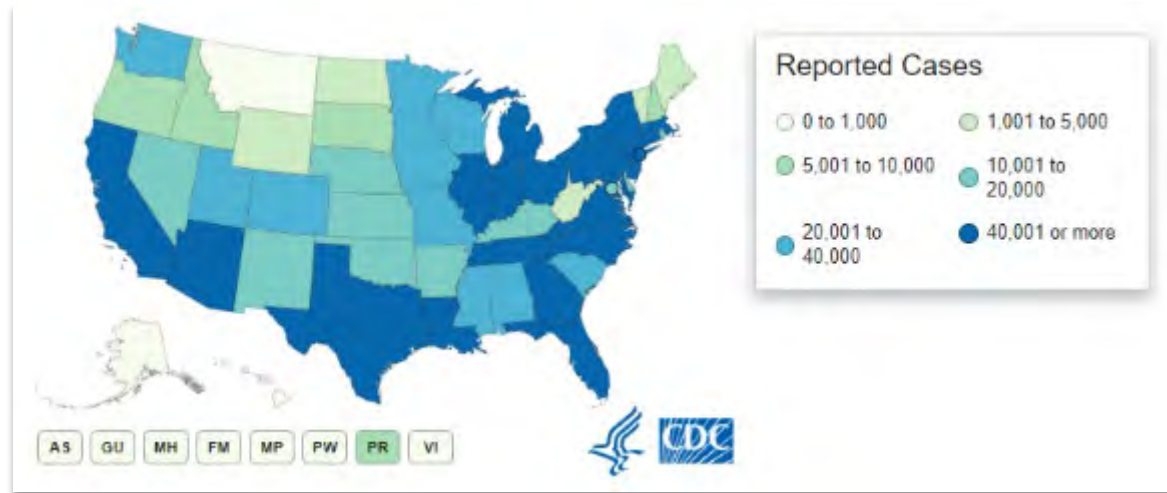 Reported Cases
0 to 1,000
1,001 to 5,000
5,001 to 10,000
10,001 to
20,000
20,001 to
40,000
40,001 or more
AS GU MH FM MP PW PR VI
CDC